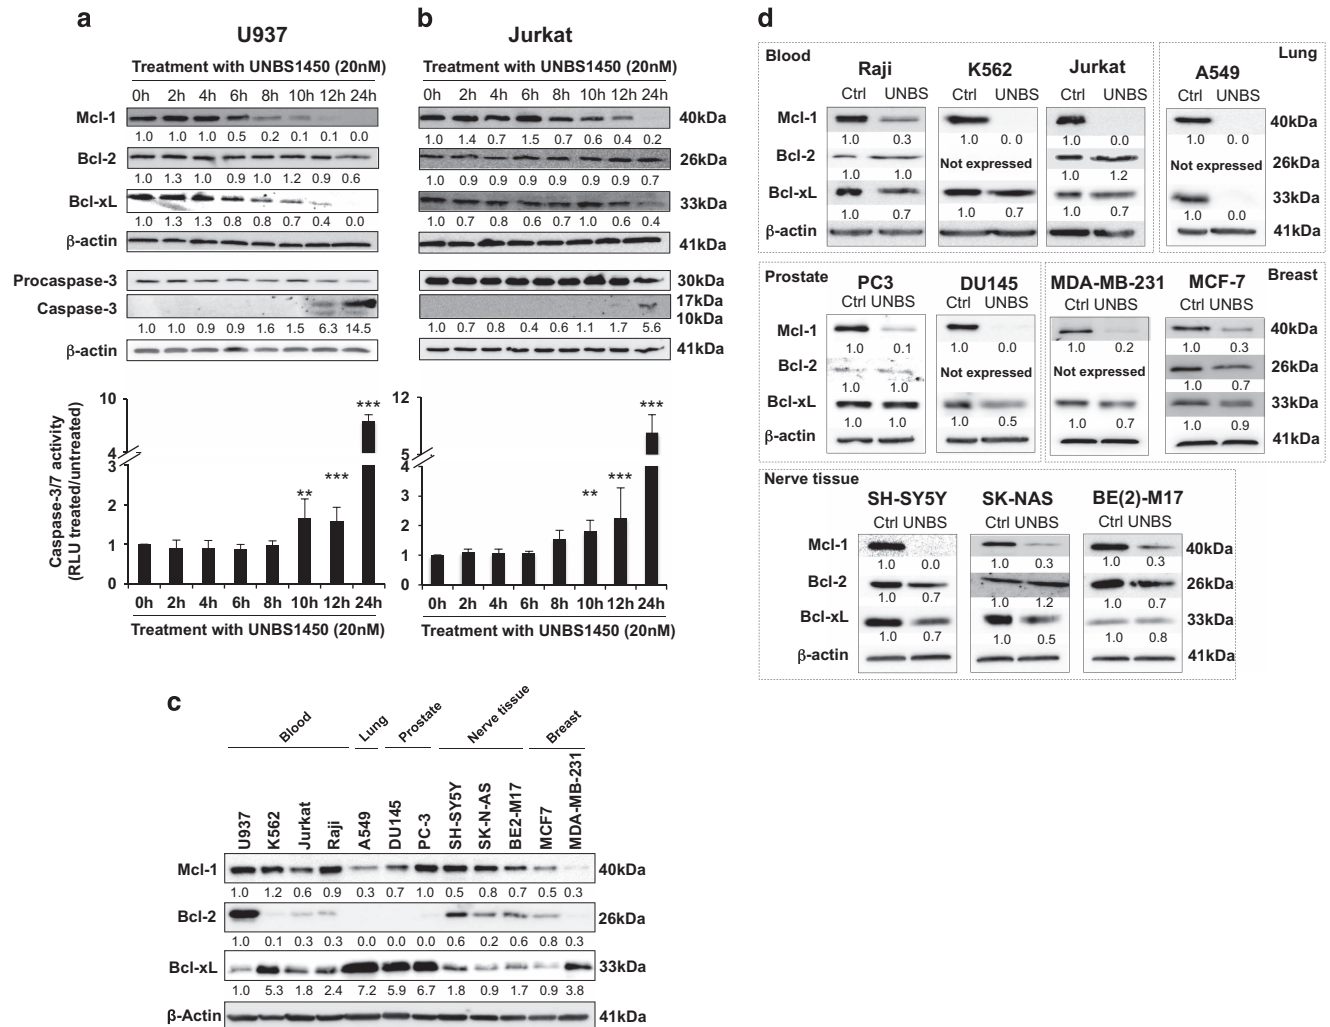 a
U937
Treatment with UNBS1450 (20nM)
0h 2h 4h 6h 8h 10h 12h 24h
Mcl-1
1.0 1.0 1.0 0.5 0.2 0.1 0.1 0.0
Bcl-2
1.0 1.3 1.0 0.9 1.0 1.2 0.9 0.6
Bcl-xL
1.0 1.3 1.3 0.8 0.8 0.7 0.4 0.0
β-actin
Procaspase-3
Caspase-3
1.0 1.0 0.9 0.9 1.6 1.5 6.3 14.5
β-actin
b
Jurkat
Treatment with UNBS1450 (20nM)
0h 2h 4h 6h 8h 10h 12h 24h
40kDa
1.0 1.4 0.7 1.5 0.7 0.6 0.4 0.2
26kDa
1.0 0.9 0.9 0.9 0.9 0.9 0.9 0.7
33kDa
1.0 0.7 0.8 0.6 0.7 1.0 0.6 0.4
41kDa
30kDa
17kDa
10kDa
1.0 0.7 0.8 0.4 0.6 1.1 1.7 5.6
41kDa
Caspase-3/7 activity
(RLU treated/untreated)
10
4
3
2
1
0
** *** ***
0h 2h 4h 6h 8h 10h 12h 24h
Treatment with UNBS1450 (20nM)
12
5
4
3
2
1
0
** *** ***
0h 2h 4h 6h 8h 10h 12h 24h
Treatment with UNBS1450 (20nM)
c
Blood Lung Prostate Nerve tissue Breast
U937 K562 Jurkat Raji A549 DU145 PC-3 SH-SY5Y SK-N-AS BE2-M17 MCF7 MDA-MB-231
Mcl-1 40kDa
1.0 1.2 0.6 0.9 0.3 0.7 1.0 0.5 0.8 0.7 0.5 0.3
Bcl-2 26kDa
1.0 0.1 0.3 0.3 0.0 0.0 0.0 0.6 0.2 0.6 0.8 0.3
Bcl-xL 33kDa
1.0 5.3 1.8 2.4 7.2 5.9 6.7 1.8 0.9 1.7 0.9 3.8
β-Actin 41kDa
d
Blood Lung
Raji K562 Jurkat A549
Ctrl UNBS Ctrl UNBS Ctrl UNBS Ctrl UNBS
Mcl-1 40kDa
1.0 0.3 1.0 0. 0 1.0 0.0 1.0 0.0
Bcl-2 Not expressed Not expressed 26kDa
1.0 1.0 1.0 1.2
Bcl-xL 33kDa
1.0 0.7 1.0 0.7 1.0 0.7 1.0 0.0
β-actin 41kDa
Prostate Breast
PC3 DU145 MDA-MB-231 MCF-7
Ctrl UNBS Ctrl UNBS Ctrl UNBS Ctrl UNBS
Mcl-1 40kDa
1.0 0.1 1.0 0.0 1.0 0.2 1.0 0.3
Bcl-2 Not expressed Not expressed 26kDa
1.0 1.0 1.0 0.7
Bcl-xL 33kDa
1.0 1.0 1.0 0.5 1.0 0.7 1.0 0.9
β-actin 41kDa
Nerve tissue
SH-SY5Y SK-NAS BE(2)-M17
Ctrl UNBS Ctrl UNBS Ctrl UNBS
Mcl-1 40kDa
1.0 0.0 1.0 0.3 1.0 0.3
Bcl-2 26kDa
1.0 0.7 1.0 1.2 1.0 0.7
Bcl-xL 33kDa
1.0 0.7 1.0 0.5 1.0 0.8
β-actin 41kDa